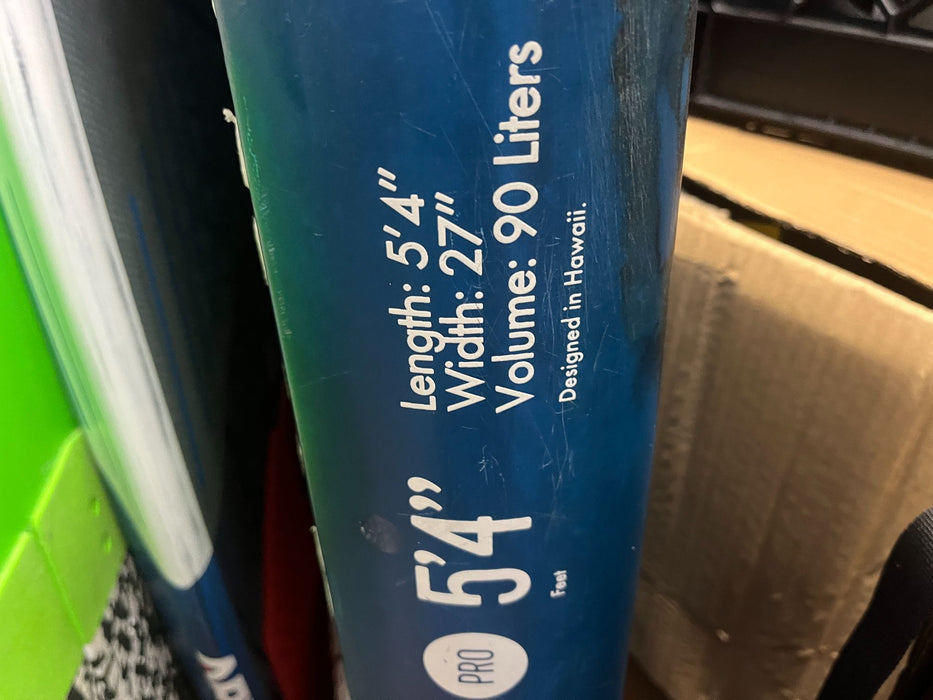 Length: 5'4"
Width: 27"
Volume: 90 Liters
Designed in Hawaii.
PRO
5'4"
Feet